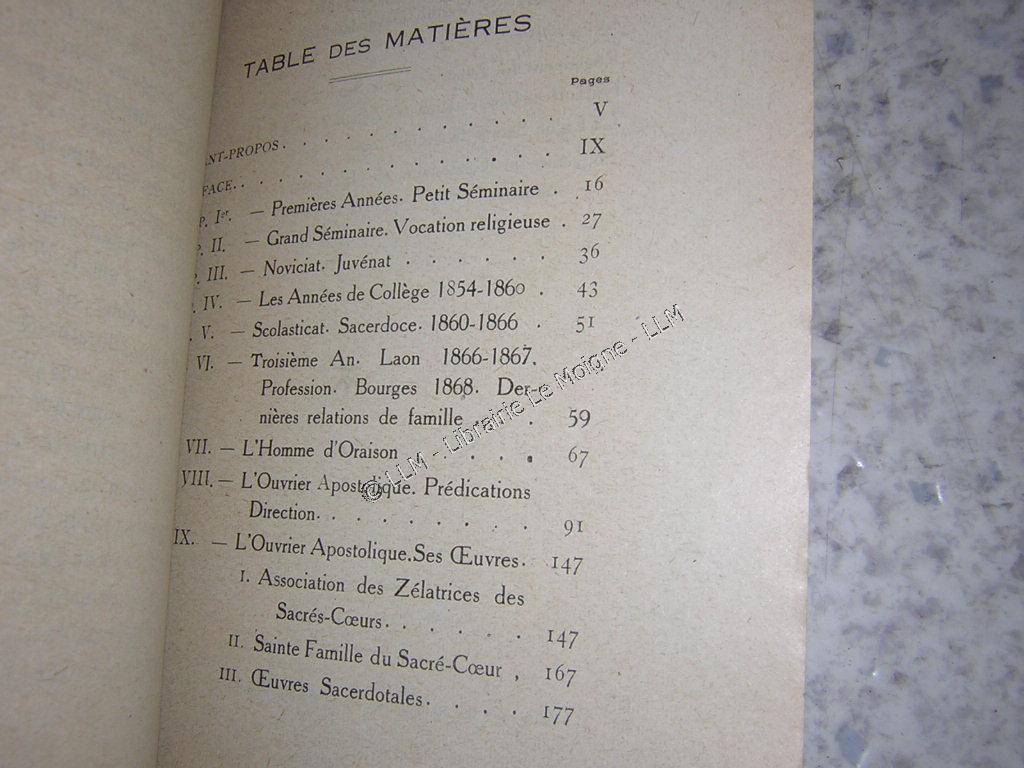 TABLE DES MATIÈRES
Pages
NT-PROPOS. . . . . . . . . . . V
FACE. . . . . . . . . . . . IX
P. Ier. — Premières Années. Petit Séminaire . 16
P. II. — Grand Séminaire. Vocation religieuse . 27
III. — Noviciat. Juvénat . . . . . . 36
IV. — Les Années de Collège 1854-1860 . 43
V. — Scolasticat. Sacerdoce. 1860-1866 . 51
VI. — Troisième An. Laon 1866-1867.
Profession. Bourges 1868. Der-
nières relations de famille . . . 59
VII. — L'Homme d'Oraison . . . . . 67
VIII. — L'Ouvrier Apostolique. Prédications
Direction. . . . . . . . . 91
IX. — L'Ouvrier Apostolique. Ses Œuvres. 147
I. Association des Zélatrices des
Sacrés-Cœurs. . . . . . 147
II. Sainte Famille du Sacré-Cœur , 167
III. Œuvres Sacerdotales. . . . . 177
© LLM - Librairie Le Moigne - LLM